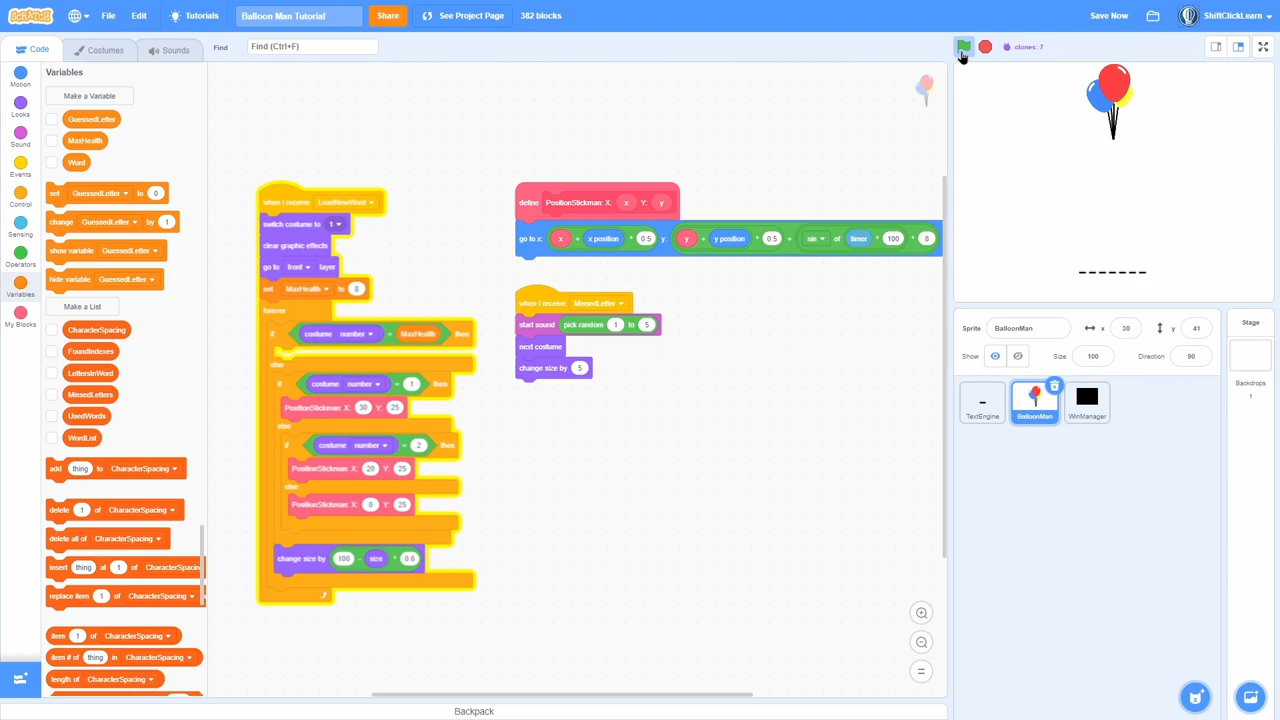 SCRATCH File Edit Tutorials Balloon Man Tutorial Share See Project Page 382 blocks Save Now ShiftClickLearn
Code Costumes Sounds Find Find (Ctrl+F) clones: 7
Motion
Looks
Sound
Events
Control
Sensing
Operators
Variables
My Blocks
Variables
Make a Variable
GuessedLetter
MaxHealth
Word
set GuessedLetter to 0
change GuessedLetter by 1
show variable GuessedLetter
hide variable GuessedLetter
Make a List
CharacterSpacing
FoundIndexes
LettersInWord
MissedLetters
UsedWords
WordList
add thing to CharacterSpacing
delete 1 of CharacterSpacing
delete all of CharacterSpacing
insert thing at 1 of CharacterSpacin
replace item 1 of CharacterSpacing
item 1 of CharacterSpacing
item # of thing in CharacterSpacing
length of CharacterSpacing
when I receive LoadNewWord
switch costume to 1
clear graphic effects
go to front layer
set MaxHealth to 8
forever
if costume number = MaxHealth then
else
if costume number = 1 then
PositionStickman: X: 30 Y: 25
else
if costume number = 2 then
PositionStickman: X: 20 Y: 25
else
PositionStickman: X: 0 Y: 25
change size by 100 - size * 0.6
define PositionStickman: X: x Y: y
go to x: x + x position * 0.5 y: y + y position * 0.5 + sin of timer * 100 * 8
when I receive MissedLetter
start sound pick random 1 to 5
next costume
change size by 5
_ _ _ _ _ _ _
Sprite BalloonMan x 30 y 41
Show Size 100 Direction 90
TextEngine
BalloonMan
WinManager
Stage
Backdrops
1
Backpack